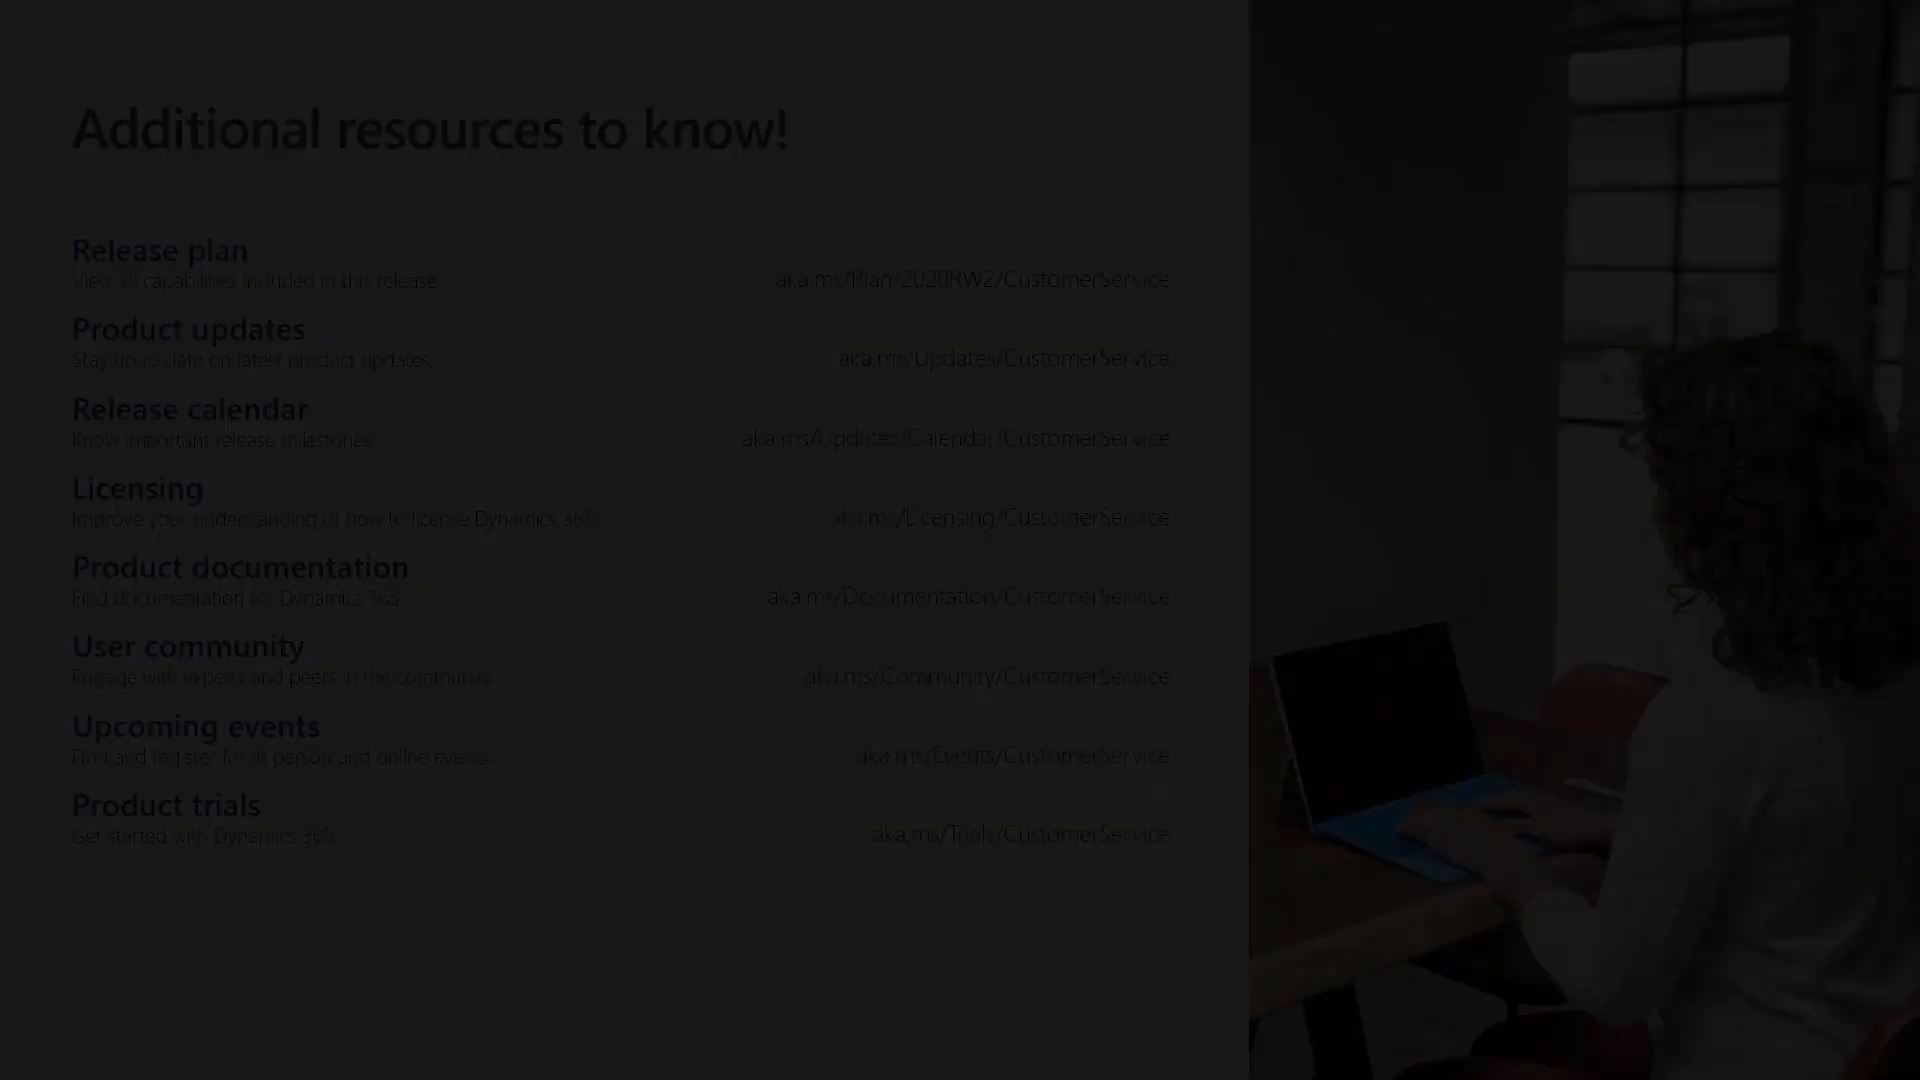 Additional resources to know!
Release plan
View all capabilities included in this release
aka.ms/Plan/2020RW2/CustomerService
Product updates
Stay up to date on latest product updates
aka.ms/Updates/CustomerService
Release calendar
Know important release milestones
aka.ms/Updates/Calendar/CustomerService
Licensing
Improve your understanding of how to license Dynamics 365
aka.ms/Licensing/CustomerService
Product documentation
Find documentation for Dynamics 365
aka.ms/Documentation/CustomerService
User community
Engage with experts and peers in the community
aka.ms/Community/CustomerService
Upcoming events
Find and register for in person and online events
aka.ms/Events/CustomerService
Product trials
Get started with Dynamics 365
aka.ms/Trials/CustomerService